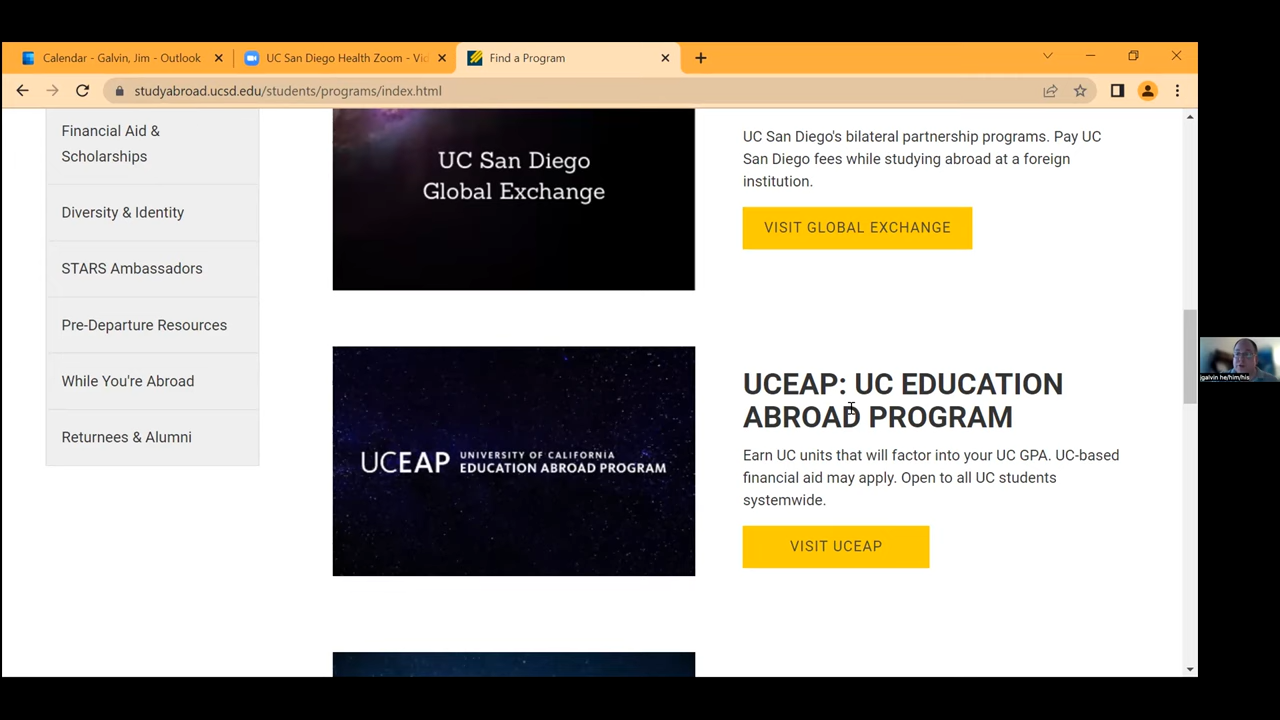 Calendar - Galvin, Jim - Outlook
UC San Diego Health Zoom - Vid
Find a Program
studyabroad.ucsd.edu/students/programs/index.html
Financial Aid &
Scholarships
Diversity & Identity
STARS Ambassadors
Pre-Departure Resources
While You're Abroad
Returnees & Alumni
UC San Diego
Global Exchange
UC San Diego's bilateral partnership programs. Pay UC
San Diego fees while studying abroad at a foreign
institution.
VISIT GLOBAL EXCHANGE
UCEAP
UNIVERSITY OF CALIFORNIA
EDUCATION ABROAD PROGRAM
UCEAP: UC EDUCATION
ABROAD PROGRAM
Earn UC units that will factor into your UC GPA. UC-based
financial aid may apply. Open to all UC students
systemwide.
VISIT UCEAP
jgalvin he/him/his